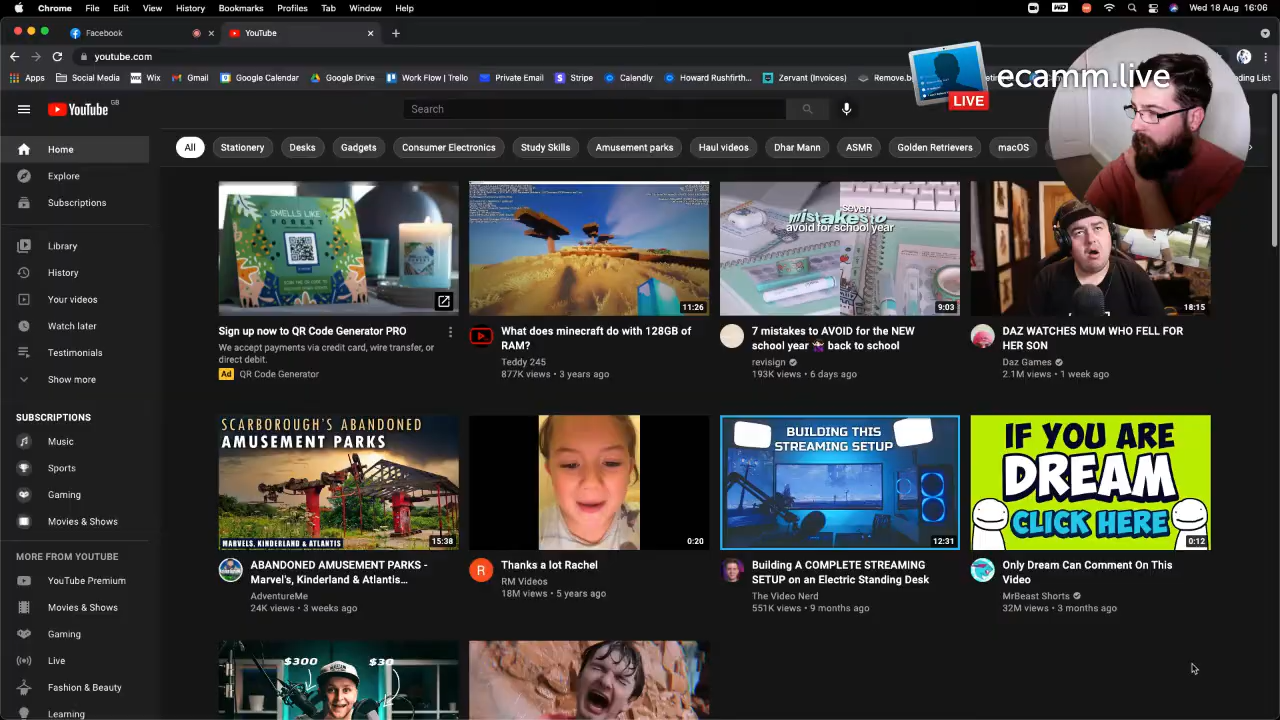 Chrome File Edit View History Bookmarks Profiles Tab Window Help
Wed 18 Aug 16:06
Facebook
YouTube
youtube.com
Apps Social Media Wix Gmail Google Calendar Google Drive Work Flow | Trello Private Email Stripe Calendly Howard Rushfirth... Zervant (Invoices) Remove.b
ding List
LIVE
ecamm.live
YouTube GB
Search
Home
Explore
Subscriptions
Library
History
Your videos
Watch later
Testimonials
Show more
SUBSCRIPTIONS
Music
Sports
Gaming
Movies & Shows
MORE FROM YOUTUBE
YouTube Premium
Movies & Shows
Gaming
Live
Fashion & Beauty
Learning
All Stationery Desks Gadgets Consumer Electronics Study Skills Amusement parks Haul videos Dhar Mann ASMR Golden Retrievers macOS
SMELLS LIKE
Sign up now to QR Code Generator PRO
We accept payments via credit card, wire transfer, or
direct debit.
Ad QR Code Generator
11:26
What does minecraft do with 128GB of
RAM?
Teddy 245
877K views • 3 years ago
seven
mistakes to
avoid for school year
9:03
7 mistakes to AVOID for the NEW
school year 🙅🏻‍♀️ back to school
revisign
193K views • 6 days ago
18:15
DAZ WATCHES MUM WHO FELL FOR
HER SON
Daz Games
2.1M views • 1 week ago
SCARBOROUGH'S ABANDONED
AMUSEMENT PARKS
MARVELS, KINDERLAND & ATLANTIS
15:38
ABANDONED AMUSEMENT PARKS -
Marvel's, Kinderland & Atlantis...
AdventureMe
24K views • 3 weeks ago
0:20
R
Thanks a lot Rachel
RM Videos
18M views • 5 years ago
BUILDING THIS
STREAMING SETUP
12:31
Building A COMPLETE STREAMING
SETUP on an Electric Standing Desk
The Video Nerd
551K views • 9 months ago
IF YOU ARE
DREAM
CLICK HERE
0:12
Only Dream Can Comment On This
Video
MrBeast Shorts
32M views • 3 months ago
$300 $30